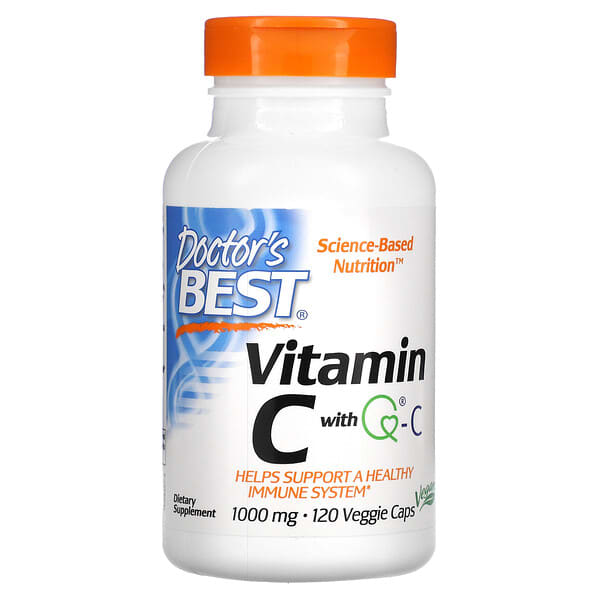 Doctor's
BEST®
Science-Based
Nutrition™
Vitamin
C with Q®-C
HELPS SUPPORT A HEALTHY
IMMUNE SYSTEM*
Dietary
Supplement
1000 mg • 120 Veggie Caps
Vegan